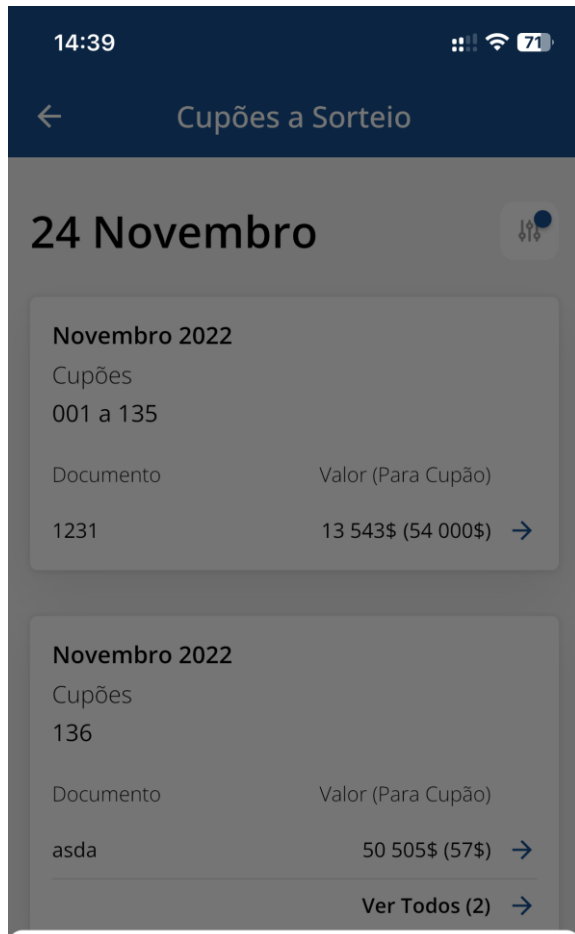 14:39
71
Cupões a Sorteio
24 Novembro
Novembro 2022
Cupões
001 a 135
Documento Valor (Para Cupão)
1231 13 543$ (54 000$)
Novembro 2022
Cupões
136
Documento Valor (Para Cupão)
asda 50 505$ (57$)
Ver Todos (2)